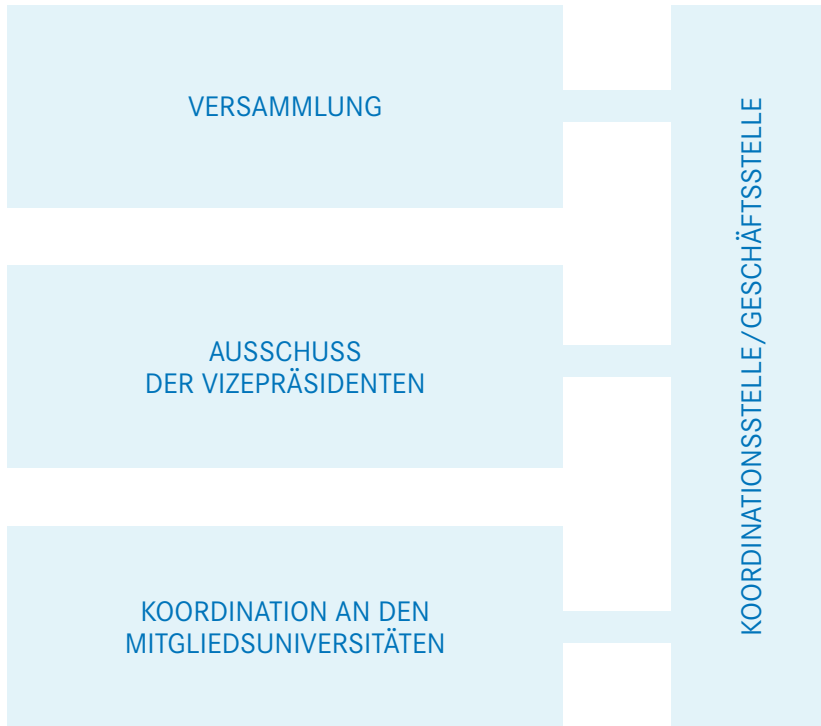 VERSAMMLUNG
AUSSCHUSS
DER VIZEPRÄSIDENTEN
KOORDINATION AN DEN
MITGLIEDSUNIVERSITÄTEN
KOORDINATIONSSTELLE/GESCHÄFTSSTELLE